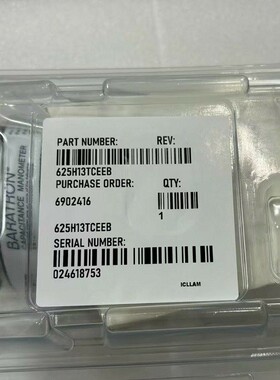 PART NUMBER: REV:
625H13TCEEB
PURCHASE ORDER: QTY:
6902416 1
625H13TCEEB
SERIAL NUMBER:
024618753
ICLLAM
BARATRON®
CAPACITANCE MANOMETER